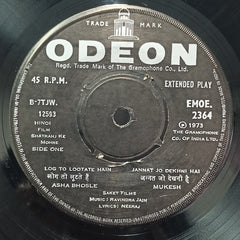 TRADE MARK
ODEON
Regd. Trade Mark of The Gramophone Co. Ltd.
45 R.P.M.
EXTENDED PLAY
B-7TJW.
12503
EMOE.
2364
HINDI
FILM
SHATRANJ KE
MOHRE
SIDE ONE
℗ 1973
THE GRAMOPHONE
CO. OF INDIA LTD.
LOG TO LOOTATE HAIN
लोग तो लूटते हैं
ASHA BHOSLE
JANNAT JO DEKHNI HAI
जन्नत जो देखनी है
MUKESH
SAKET FILMS
MUSIC : RAVINDRA JAIN
LYRICS: NEERAJ